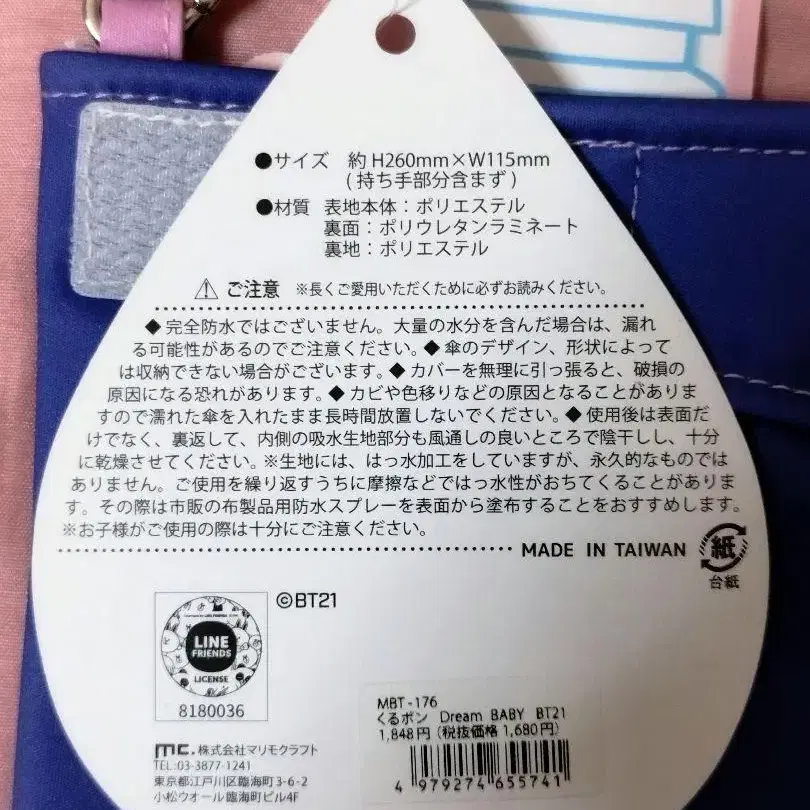 ●サイズ 約 H260mm×W115mm
(持ち手部分含まず)
●材質 表地本体：ポリエステル
裏面：ポリウレタンラミネート
裏地：ポリエステル
⚠ ご注意 ※長くご愛用いただくために必ずお読みください。
◆完全防水ではございません。大量の水分を含んだ場合は、漏れ
る可能性があるのでご注意ください。◆傘のデザイン、形状によって
は収納できない場合がございます。◆カバーを無理に引っ張ると、破損の
原因になる恐れがあります。◆カビや色移りなどの原因となることがありま
すので濡れた傘を入れたまま長時間放置しないでください。◆使用後は表面だ
けでなく、裏返して、内側の吸水生地部分も風通しの良いところで陰干しし、十分
に乾燥させてください。※生地には、はっ水加工をしていますが、永久的なものでは
ありません。ご使用を繰り返すうちに摩擦などではっ水性がおちてくることがありま
す。その際は市販の布製品用防水スプレーを表面から塗布することをおすすめします。
※お子様がご使用の際は十分にご注意ください。
MADE IN TAIWAN
紙
台紙
©BT21
LINE
FRIENDS
LICENSE
8180036
MBT-176
くるポン Dream BABY BT21
1,848円（税抜価格 1,680円）
4 979274 655741
mc.株式会社マリモクラフト
TEL:03-3877-1241
東京都江戸川区臨海町3-6-2
小松ウオール臨海町ビル4F